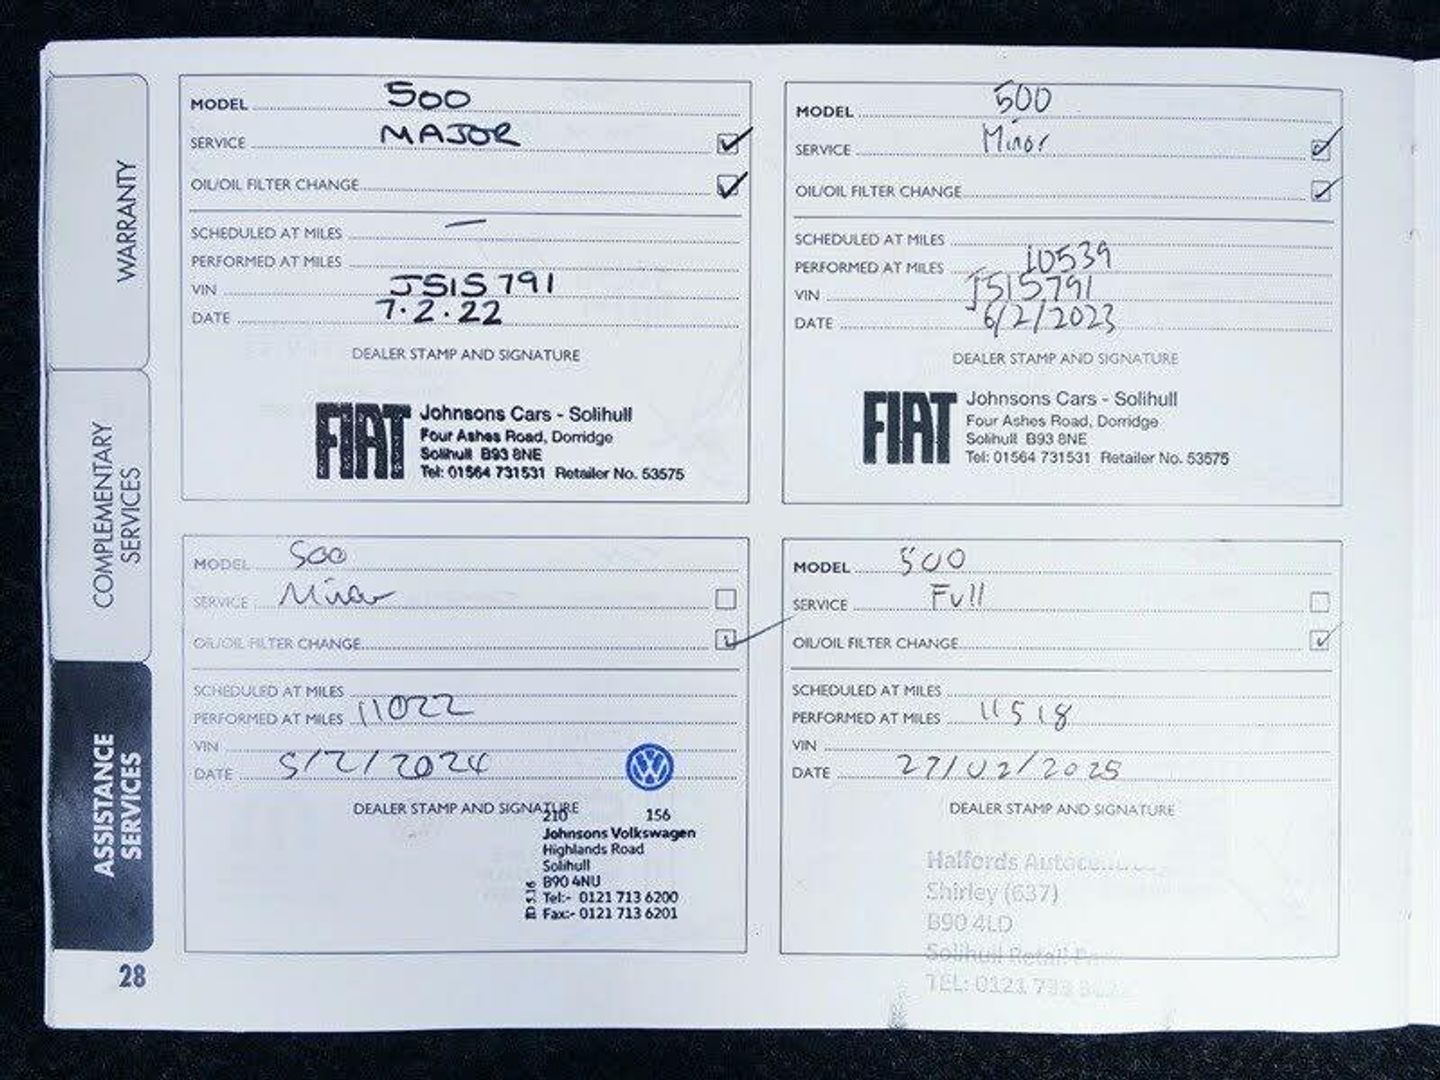 WARRANTY
COMPLEMENTARY
SERVICES
ASSISTANCE
SERVICES
28
MODEL 500
SERVICE MAJOR
OIL/OIL FILTER CHANGE
SCHEDULED AT MILES —
PERFORMED AT MILES
VIN JS15791
DATE 7.2.22
DEALER STAMP AND SIGNATURE
FIAT
Johnsons Cars - Solihull
Four Ashes Road, Dorridge
Solihull B93 8NE
Tel: 01564 731531 Retailer No. 53575
MODEL 500
SERVICE Minor
OIL/OIL FILTER CHANGE
SCHEDULED AT MILES
PERFORMED AT MILES 10539
VIN JS15791
DATE 6/2/2023
DEALER STAMP AND SIGNATURE
FIAT
Johnsons Cars - Solihull
Four Ashes Road, Dorridge
Solihull B93 8NE
Tel: 01564 731531 Retailer No. 53575
MODEL 500
SERVICE Minor
OIL/OIL FILTER CHANGE
SCHEDULED AT MILES
PERFORMED AT MILES 11022
VIN
DATE 5/2/2024
DEALER STAMP AND SIGNATURE
210 156
Johnsons Volkswagen
Highlands Road
Solihull
B90 4NU
Tel:- 0121 713 6200
Fax:- 0121 713 6201
MODEL 500
SERVICE Full
OIL/OIL FILTER CHANGE
SCHEDULED AT MILES
PERFORMED AT MILES 11518
VIN
DATE 27/02/2025
DEALER STAMP AND SIGNATURE
Halfords
Shirley (637)
B90 4LD
Solihull Retail
TEL: 0121